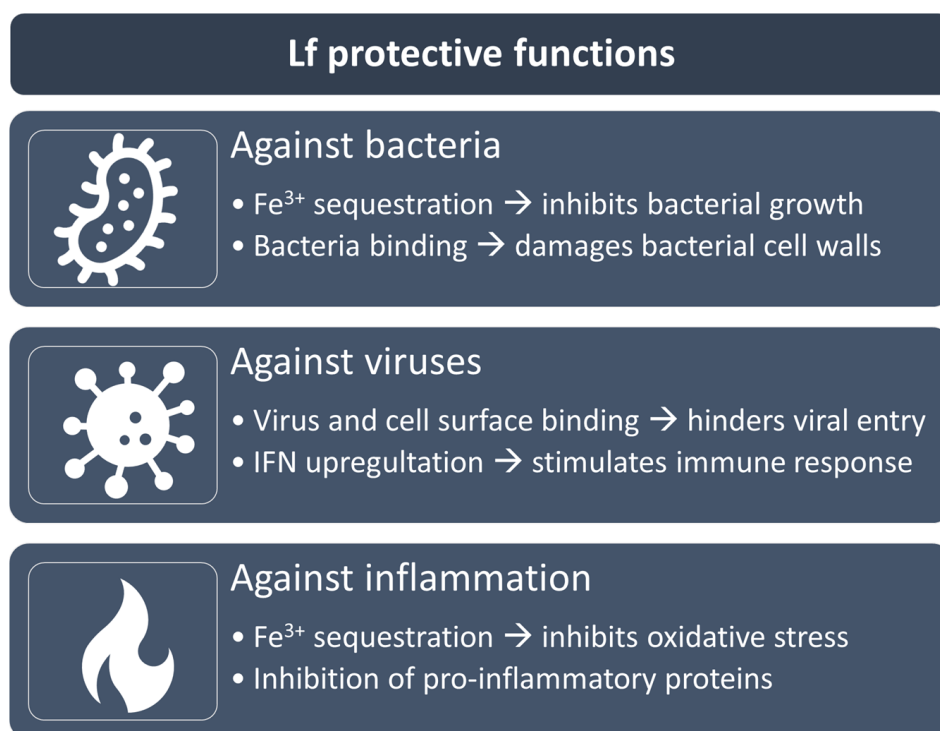 Lf protective functions
Against bacteria
• Fe³⁺ sequestration → inhibits bacterial growth
• Bacteria binding → damages bacterial cell walls
Against viruses
• Virus and cell surface binding → hinders viral entry
• IFN upregultation → stimulates immune response
Against inflammation
• Fe³⁺ sequestration → inhibits oxidative stress
• Inhibition of pro-inflammatory proteins